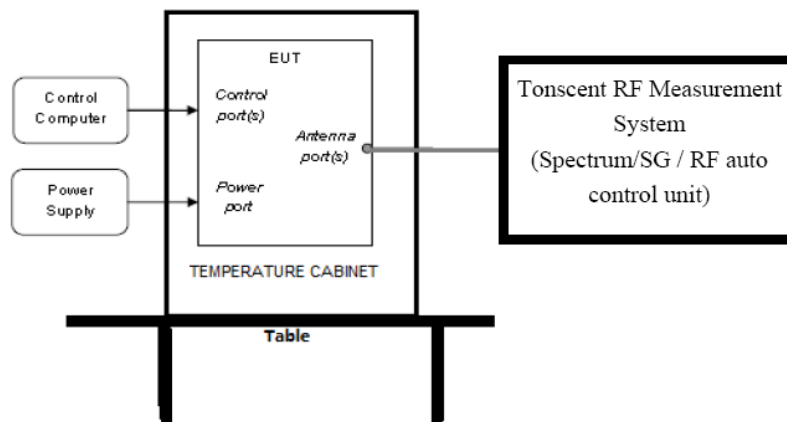 EUT
Control
Computer
Control
port(s)
Antenna
port(s)
Power
Supply
Power
port
TEMPERATURE CABINET
Table
Tonscent RF Measurement
System
(Spectrum/SG / RF auto
control unit)